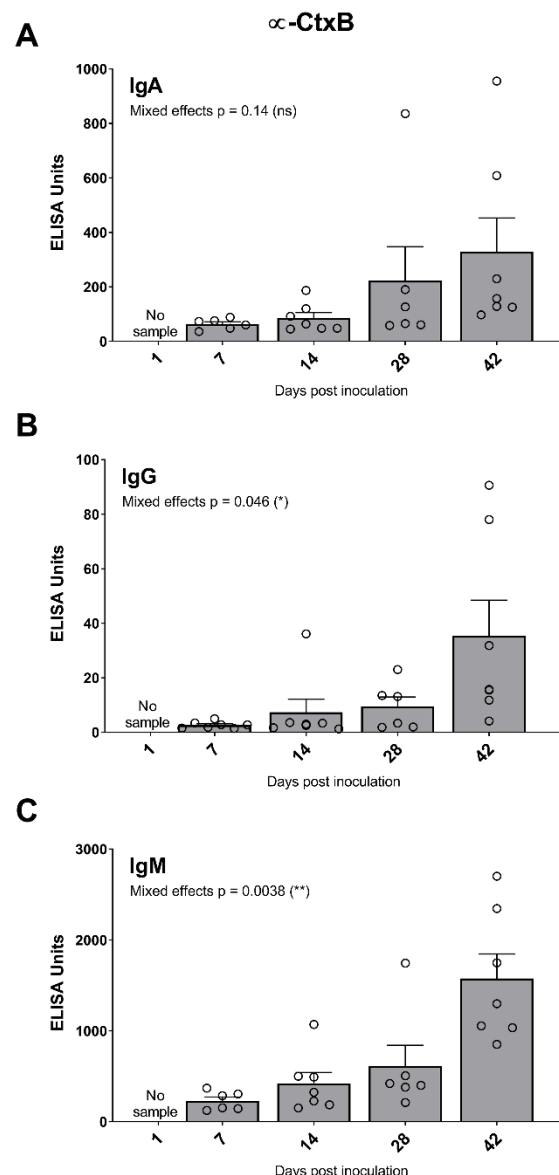 ∝-CtxB
A
IgA
Mixed effects p = 0.14 (ns)
ELISA Units
1000
800
600
400
200
0
No
sample
1
7
14
28
42
Days post inoculation
B
IgG
Mixed effects p = 0.046 (*)
ELISA Units
100
80
60
40
20
0
No
sample
1
7
14
28
42
Days post inoculation
C
IgM
Mixed effects p = 0.0038 (**)
ELISA Units
3000
2000
1000
0
No
sample
1
7
14
28
42
Days post inoculation